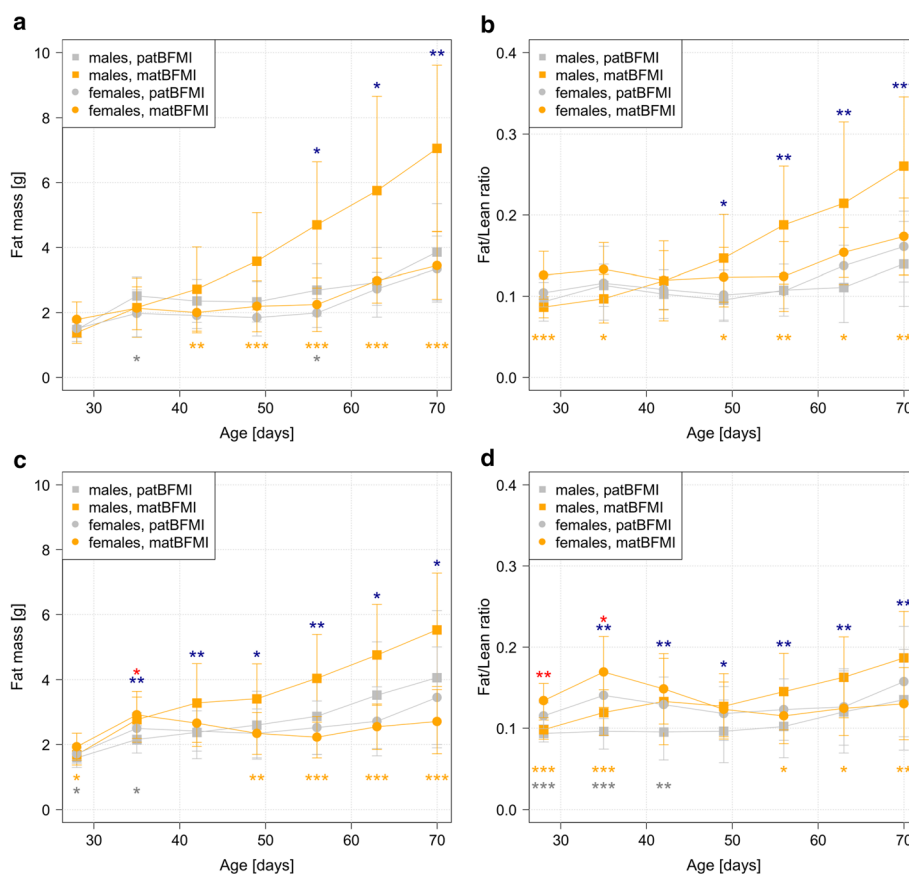 a
10
8
6
4
2
0
Fat mass [g]
males, patBFMI
males, matBFMI
females, patBFMI
females, matBFMI
* * **
* ** *** *** * *** ***
30 40 50 60 70
Age [days]
b
0.4
0.3
0.2
0.1
0.0
Fat/Lean ratio
males, patBFMI
males, matBFMI
females, patBFMI
females, matBFMI
* ** ** **
*** * * ** * **
30 40 50 60 70
Age [days]
c
10
8
6
4
2
0
Fat mass [g]
males, patBFMI
males, matBFMI
females, patBFMI
females, matBFMI
*
** ** * ** * *
* ** *** *** ***
* *
30 40 50 60 70
Age [days]
d
0.4
0.3
0.2
0.1
0.0
Fat/Lean ratio
males, patBFMI
males, matBFMI
females, patBFMI
females, matBFMI
** *
** ** * ** ** **
*** *** * * **
*** *** **
30 40 50 60 70
Age [days]